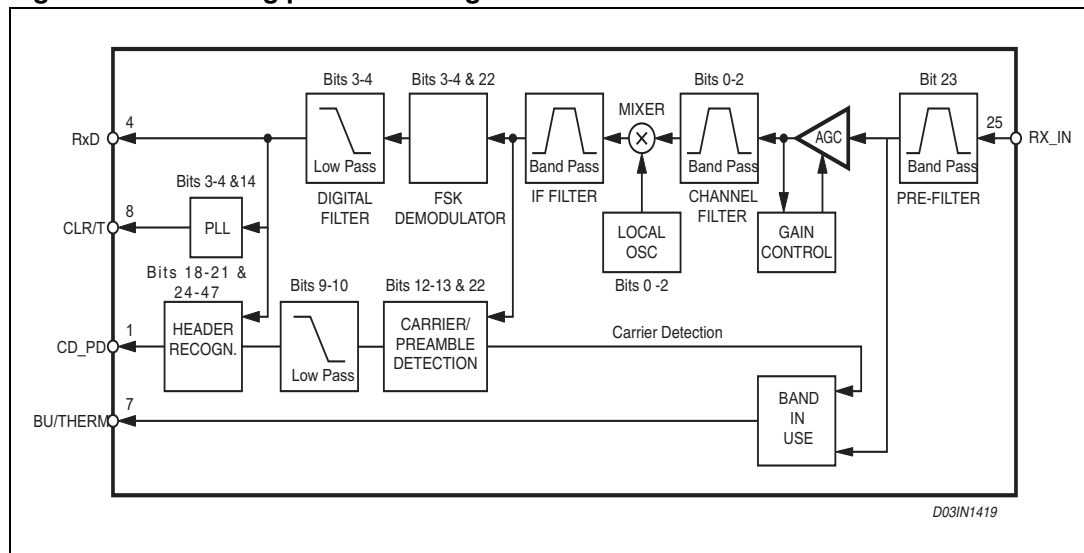 Bits 3-4
Bits 3-4 & 22
Bits 0-2
Bit 23
MIXER
4
25
RxD
RX_IN
AGC
Low Pass
Band Pass
Band Pass
Band Pass
DIGITAL
FILTER
FSK
DEMODULATOR
IF FILTER
CHANNEL
FILTER
PRE-FILTER
Bits 3-4 &14
8
CLR/T
PLL
LOCAL
OSC
GAIN
CONTROL
Bits 18-21 &
24-47
Bits 9-10
Bits 12-13 & 22
Bits 0 -2
1
CD_PD
HEADER
RECOGN.
Low Pass
CARRIER/
PREAMBLE
DETECTION
Carrier Detection
7
BU/THERM
BAND
IN
USE
D03IN1419